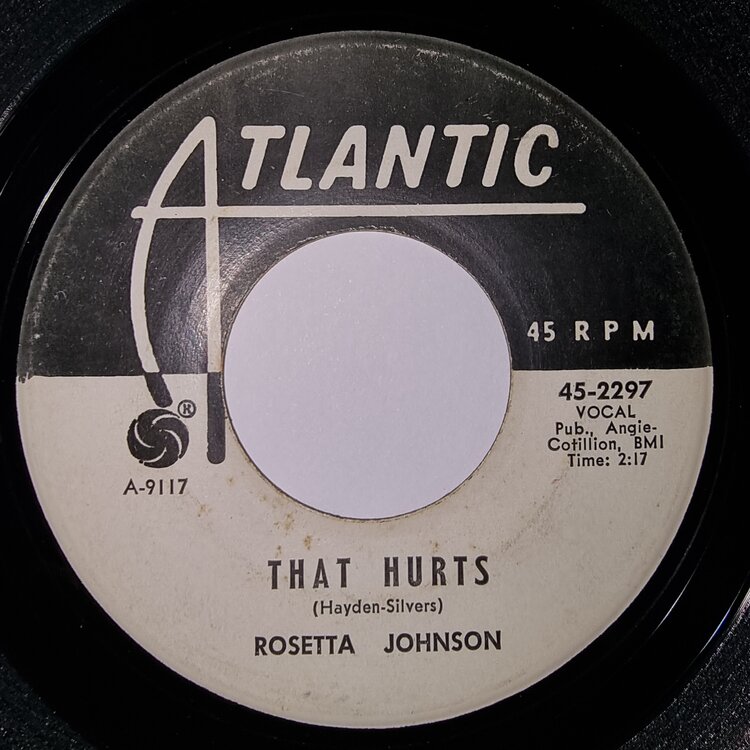 ATLANTIC
45 RPM
®
45-2297
VOCAL
Pub., Angie-
Cotillion, BMI
Time: 2:17
A-9117
THAT HURTS
(Hayden-Silvers)
ROSETTA JOHNSON